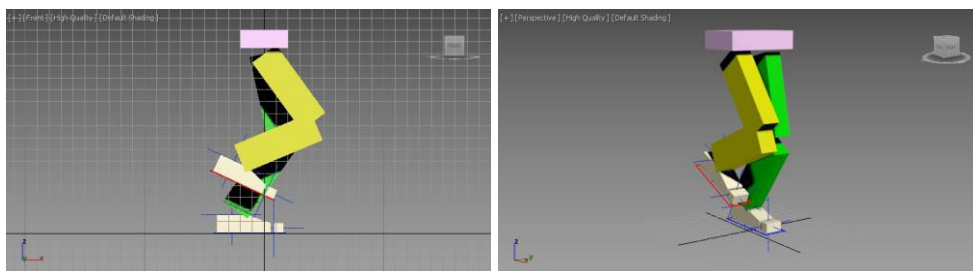 [+] [Front] [High Quality] [Default Shading]
[+] [Perspective] [High Quality] [Default Shading]